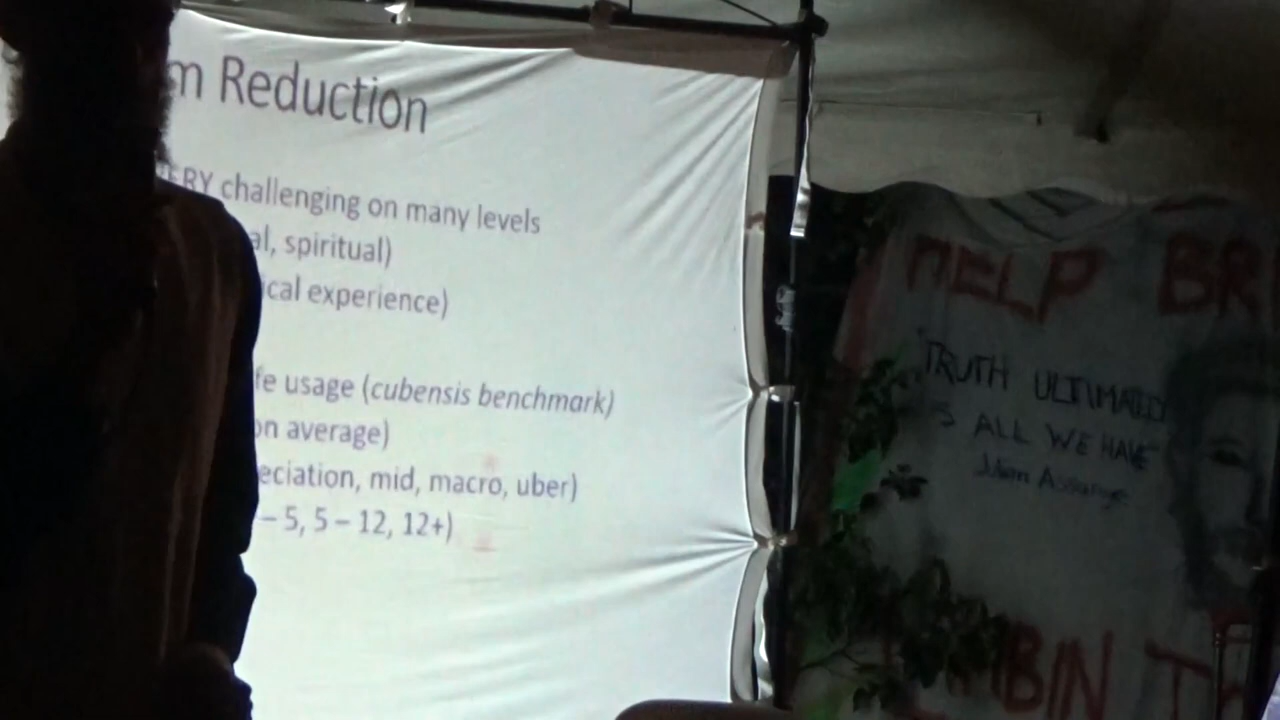 m Reduction
ERY challenging on many levels
al, spiritual)
ical experience)
fe usage (cubensis benchmark)
on average)
eciation, mid, macro, uber)
– 5, 5 – 12, 12+)
HELP BR
TRUTH ULTIMATELY
IS ALL WE HAVE
Julian Assange
BIN